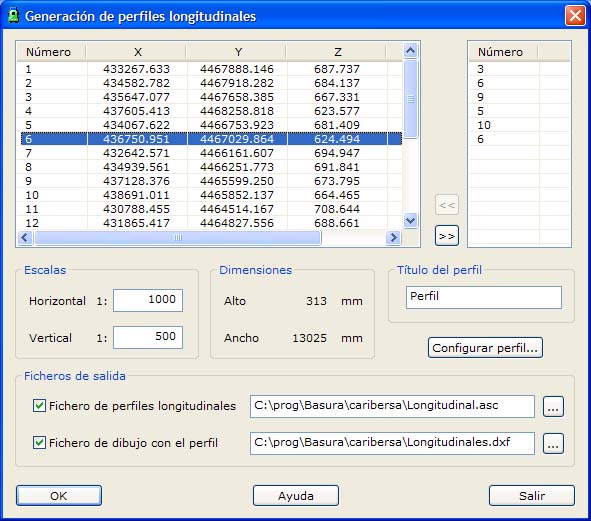 Generación de perfiles longitudinales
Número X Y Z
1 433267.633 4467888.146 687.737
2 434582.782 4467918.282 684.137
3 435647.077 4467658.385 667.331
4 437605.413 4468258.818 623.577
5 434067.622 4466753.923 681.409
6 436750.951 4467029.864 624.494
7 432642.571 4466161.607 694.947
8 434939.561 4466251.773 691.841
9 437128.376 4465599.250 673.795
10 438691.011 4465852.137 664.465
11 430788.455 4464514.167 708.644
12 431865.417 4464827.556 688.661
Número
3
6
9
5
10
6
<<
>>
Escalas
Horizontal 1: 1000
Vertical 1: 500
Dimensiones
Alto 313 mm
Ancho 13025 mm
Título del perfil
Perfil
Configurar perfil...
Ficheros de salida
Fichero de perfiles longitudinales C:\prog\Basura\caribersa\Longitudinal.asc ...
Fichero de dibujo con el perfil C:\prog\Basura\caribersa\Longitudinales.dxf ...
OK Ayuda Salir